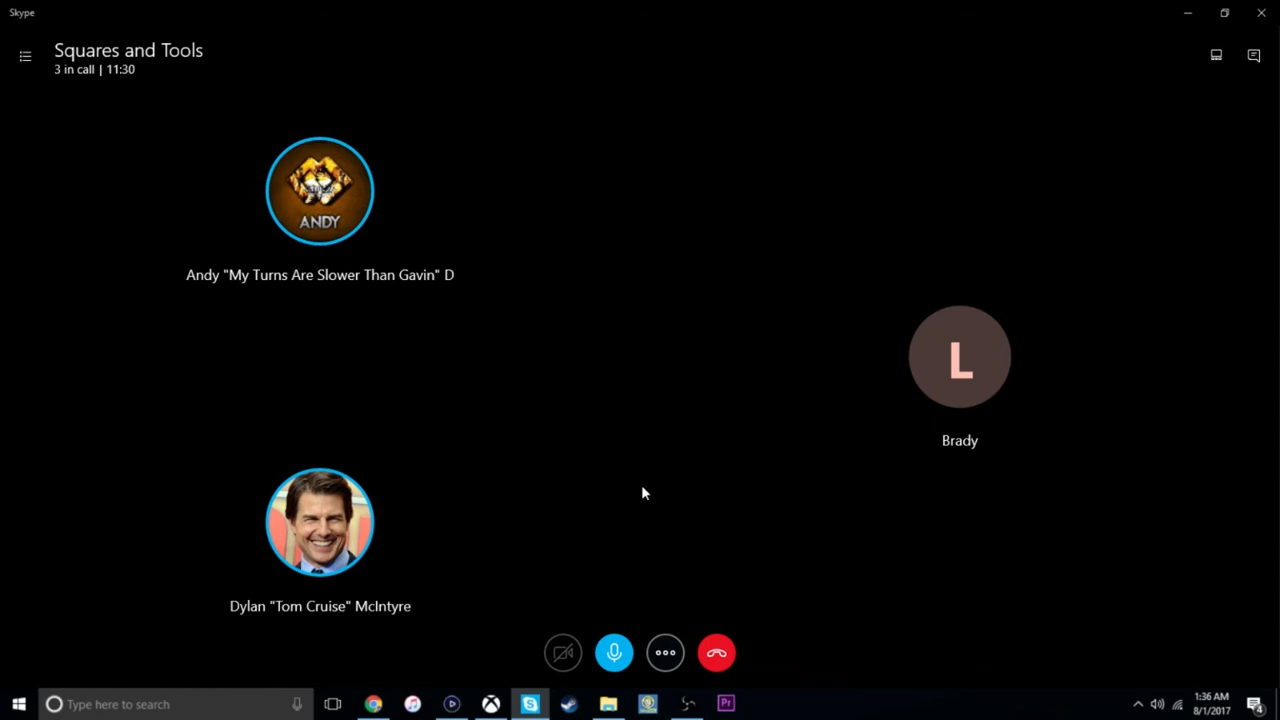 Skype
Squares and Tools
3 in call | 11:30
ANDY
Andy "My Turns Are Slower Than Gavin" D
L
Brady
Dylan "Tom Cruise" McIntyre
Type here to search
Pr
1:36 AM
8/1/2017
4